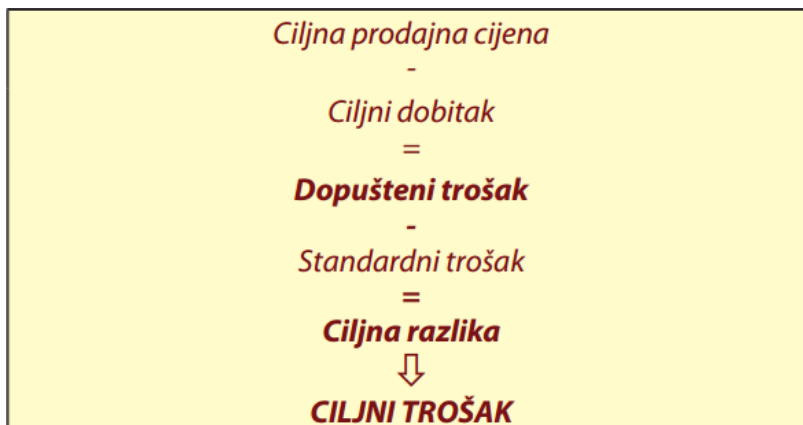 Ciljna prodajna cijena
-
Ciljni dobitak
=
Dopušteni trošak
-
Standardni trošak
=
Ciljna razlika
⇩
CILJNI TROŠAK